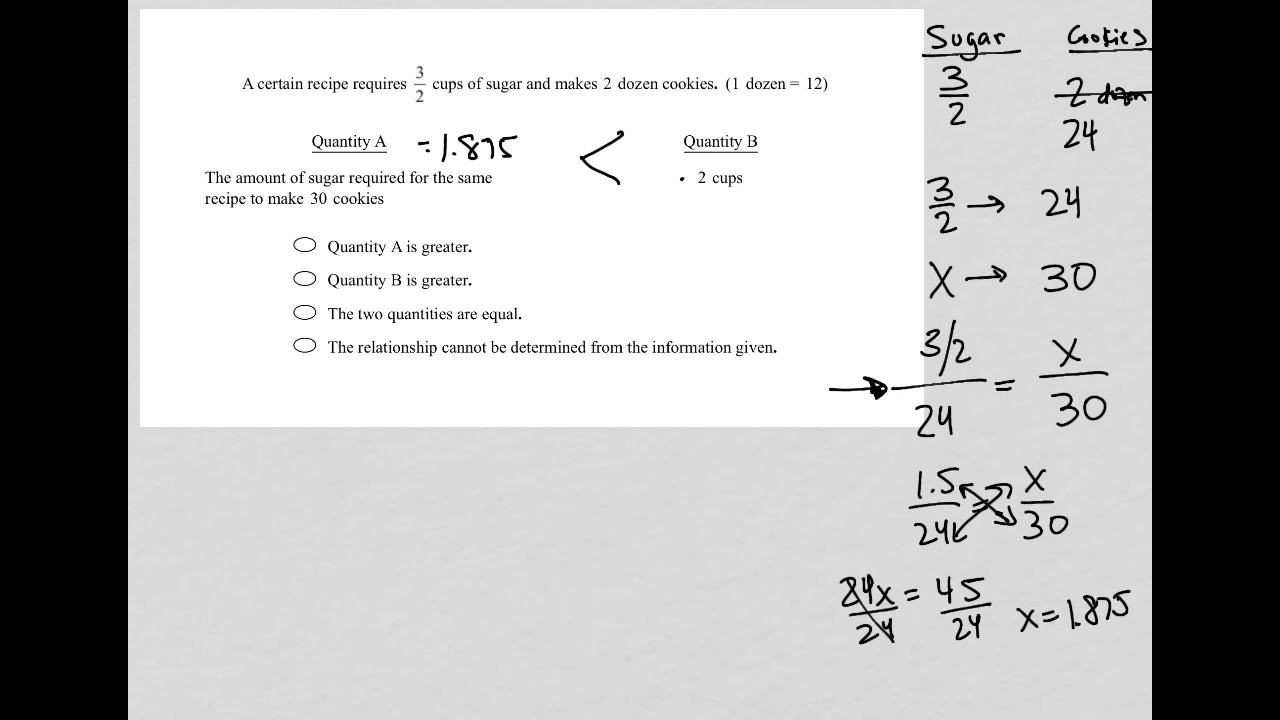 A certain recipe requires 3/2 cups of sugar and makes 2 dozen cookies. (1 dozen = 12)
Quantity A = 1.875 < Quantity B
The amount of sugar required for the same
recipe to make 30 cookies
• 2 cups
Quantity A is greater.
Quantity B is greater.
The two quantities are equal.
The relationship cannot be determined from the information given.
Sugar Cookies
3/2 2 dozen
24
3/2 → 24
X → 30
→ 3/2 / 24 = X / 30
1.5/24 = X/30
24x/24 = 45/24 x = 1.875